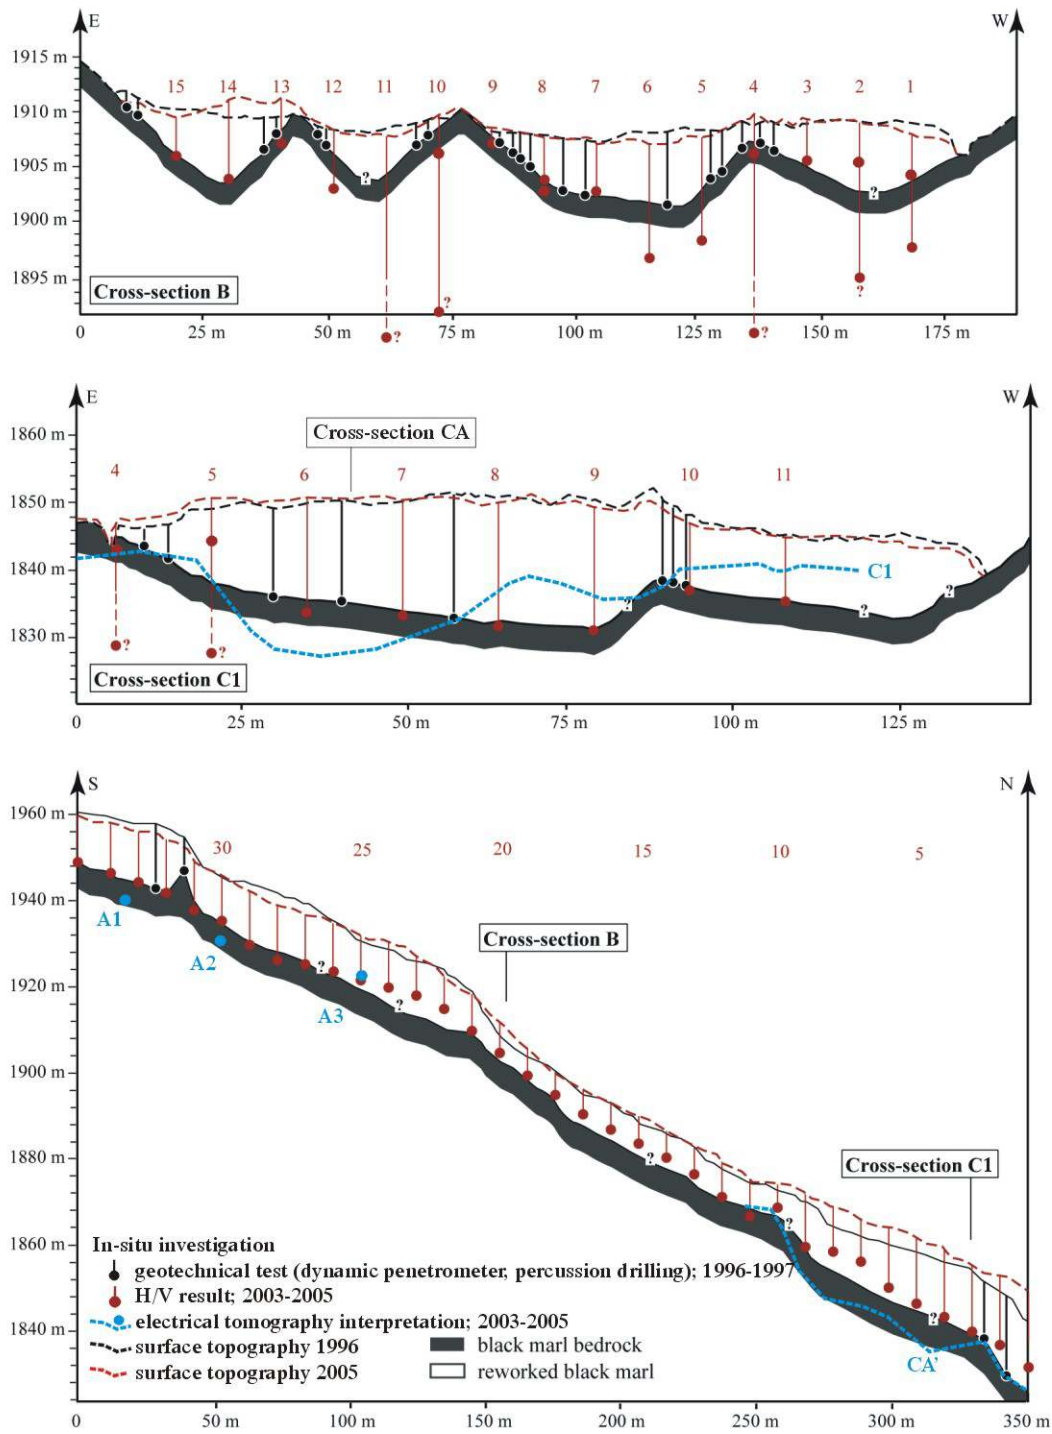 E
W
1915 m
1910 m
1905 m
1900 m
1895 m
15 14 13 12 11 10 9 8 7 6 5 4 3 2 1
? ?
? ? ? ? ?
Cross-section B
0 25 m 50 m 75 m 100 m 125 m 150 m 175 m
E
W
Cross-section CA
1860 m
1850 m
1840 m
1830 m
4 5 6 7 8 9 10 11
C1
? ? ?
? ?
Cross-section C1
0 25 m 50 m 75 m 100 m 125 m
S
N
1960 m
1940 m
1920 m
1900 m
1880 m
1860 m
1840 m
30 25 20 15 10 5
A1
A2
A3
? ? ? ? ?
Cross-section B
Cross-section C1
CA'
In-situ investigation
geotechnical test (dynamic penetrometer, percussion drilling); 1996-1997
H/V result; 2003-2005
electrical tomography interpretation; 2003-2005
surface topography 1996
surface topography 2005
black marl bedrock
reworked black marl
0 50 m 100 m 150 m 200 m 250 m 300 m 350 m